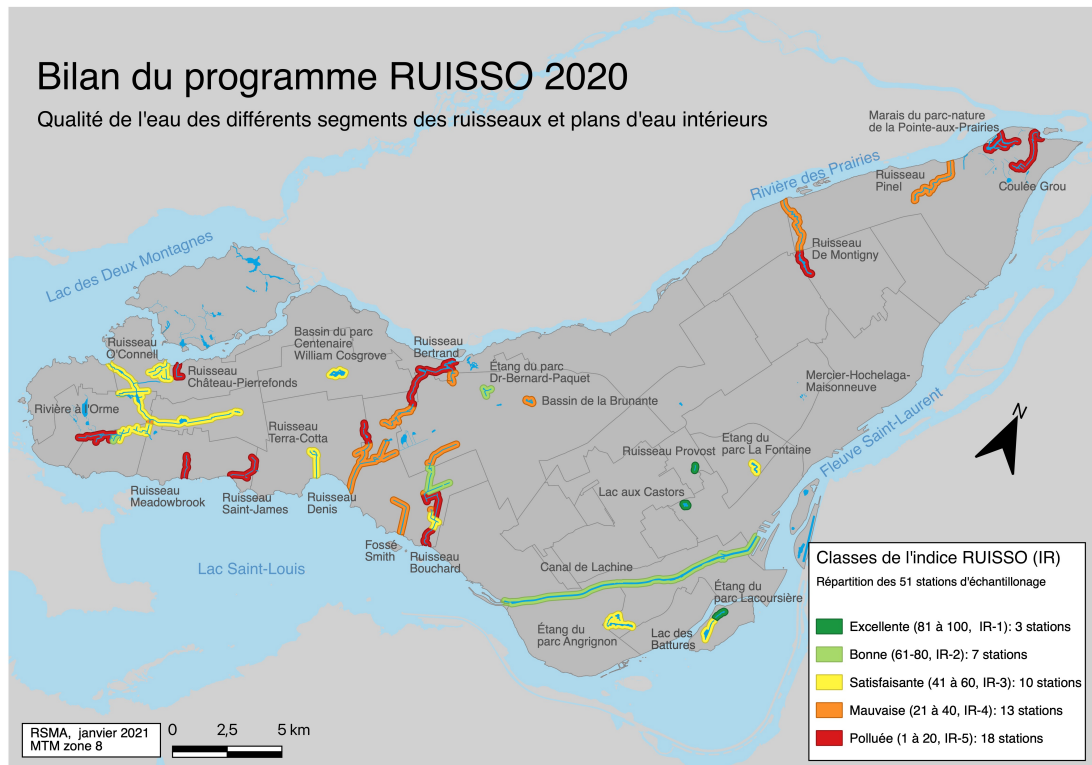 Bilan du programme RUISSO 2020
Qualité de l'eau des différents segments des ruisseaux et plans d'eau intérieurs
Marais du parc-nature
de la Pointe-aux-Prairies
Rivière des Prairies
Ruisseau
Pinel
Coulée Grou
Ruisseau
De Montigny
Lac des Deux Montagnes
Ruisseau
O'Connell
Ruisseau
Château-Pierrefonds
Bassin du parc
Centenaire
William Cosgrove
Ruisseau
Bertrand
Étang du parc
Dr-Bernard-Paquet
Bassin de la Brunante
Mercier-Hochelaga-
Maisonneuve
Rivière à l'Orme
Ruisseau
Terra-Cotta
Ruisseau Provost
Etang du
parc La Fontaine
Fleuve Saint-Laurent
N
Lac aux Castors
Ruisseau
Meadowbrook
Ruisseau
Saint-James
Ruisseau
Denis
Fossé
Smith
Ruisseau
Bouchard
Lac Saint-Louis
Canal de Lachine
Étang du
parc Lacoursière
Étang du
parc Angrignon
Lac des
Battures
Classes de l'indice RUISSO (IR)
Répartition des 51 stations d'échantillonage
Excellente (81 à 100, IR-1): 3 stations
Bonne (61-80, IR-2): 7 stations
Satisfaisante (41 à 60, IR-3): 10 stations
Mauvaise (21 à 40, IR-4): 13 stations
Polluée (1 à 20, IR-5): 18 stations
RSMA, janvier 2021
MTM zone 8
0 2,5 5 km